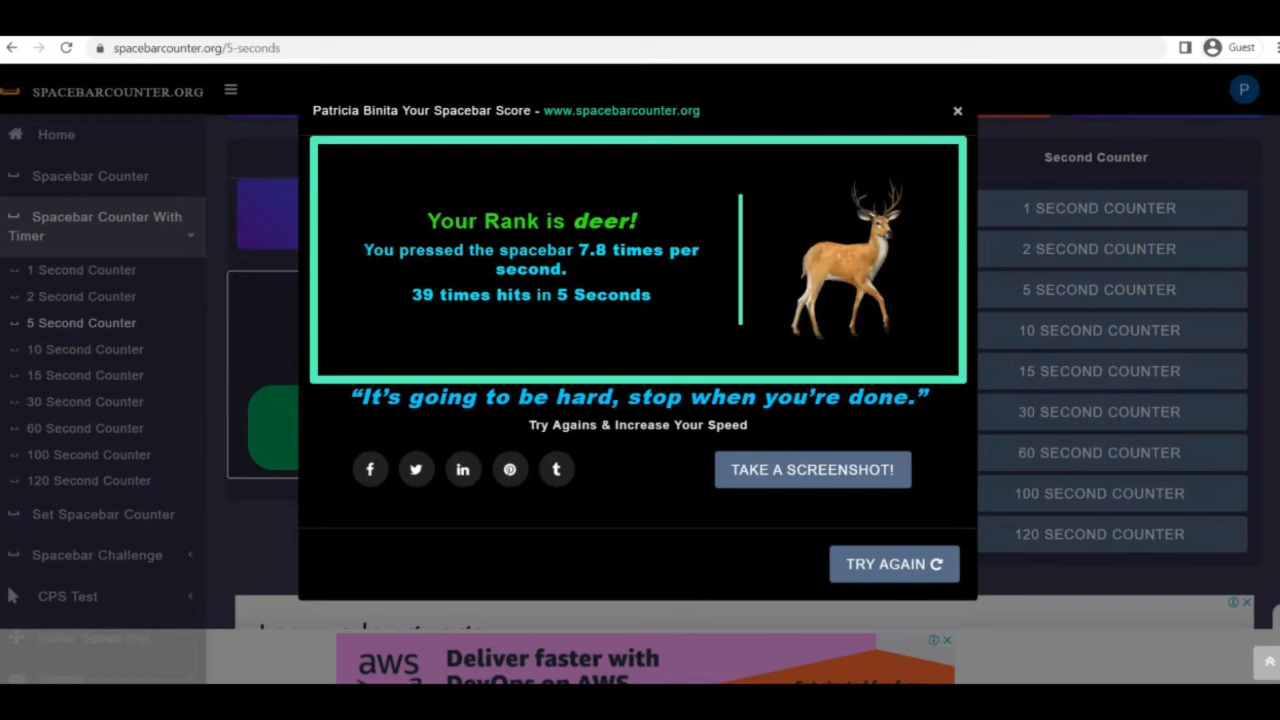 spacebarcounter.org/5-seconds
Guest
SPACEBARCOUNTER.ORG
P
Home
Spacebar Counter
Spacebar Counter With
Timer
1 Second Counter
2 Second Counter
5 Second Counter
10 Second Counter
15 Second Counter
30 Second Counter
60 Second Counter
100 Second Counter
120 Second Counter
Set Spacebar Counter
Spacebar Challenge
CPS Test
Patricia Binita Your Spacebar Score - www.spacebarcounter.org
×
Your Rank is deer!
You pressed the spacebar 7.8 times per
second.
39 times hits in 5 Seconds
“It’s going to be hard, stop when you’re done.”
Try Agains & Increase Your Speed
TAKE A SCREENSHOT!
TRY AGAIN
Second Counter
1 SECOND COUNTER
2 SECOND COUNTER
5 SECOND COUNTER
10 SECOND COUNTER
15 SECOND COUNTER
30 SECOND COUNTER
60 SECOND COUNTER
100 SECOND COUNTER
120 SECOND COUNTER
aws
Deliver faster with
DevOps on AWS